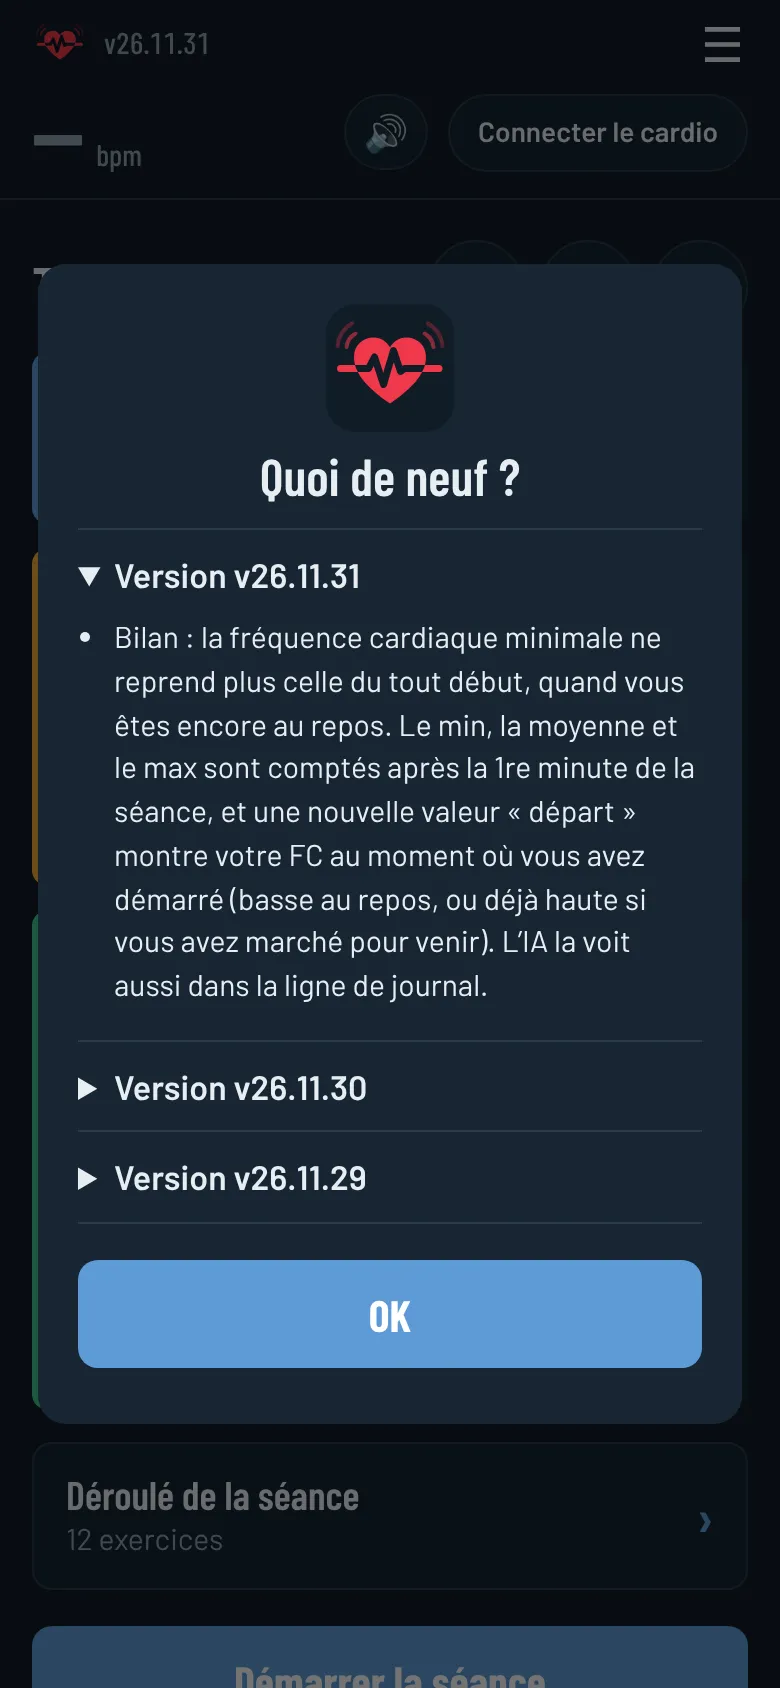 v26.11.31
bpm
Connecter le cardio
Quoi de neuf ?
Version v26.11.31
Bilan : la fréquence cardiaque minimale ne
reprend plus celle du tout début, quand vous
êtes encore au repos. Le min, la moyenne et
le max sont comptés après la 1re minute de la
séance, et une nouvelle valeur « départ »
montre votre FC au moment où vous avez
démarré (basse au repos, ou déjà haute si
vous avez marché pour venir). L’IA la voit
aussi dans la ligne de journal.
Version v26.11.30
Version v26.11.29
OK
Déroulé de la séance
12 exercices
Démarrer la séance